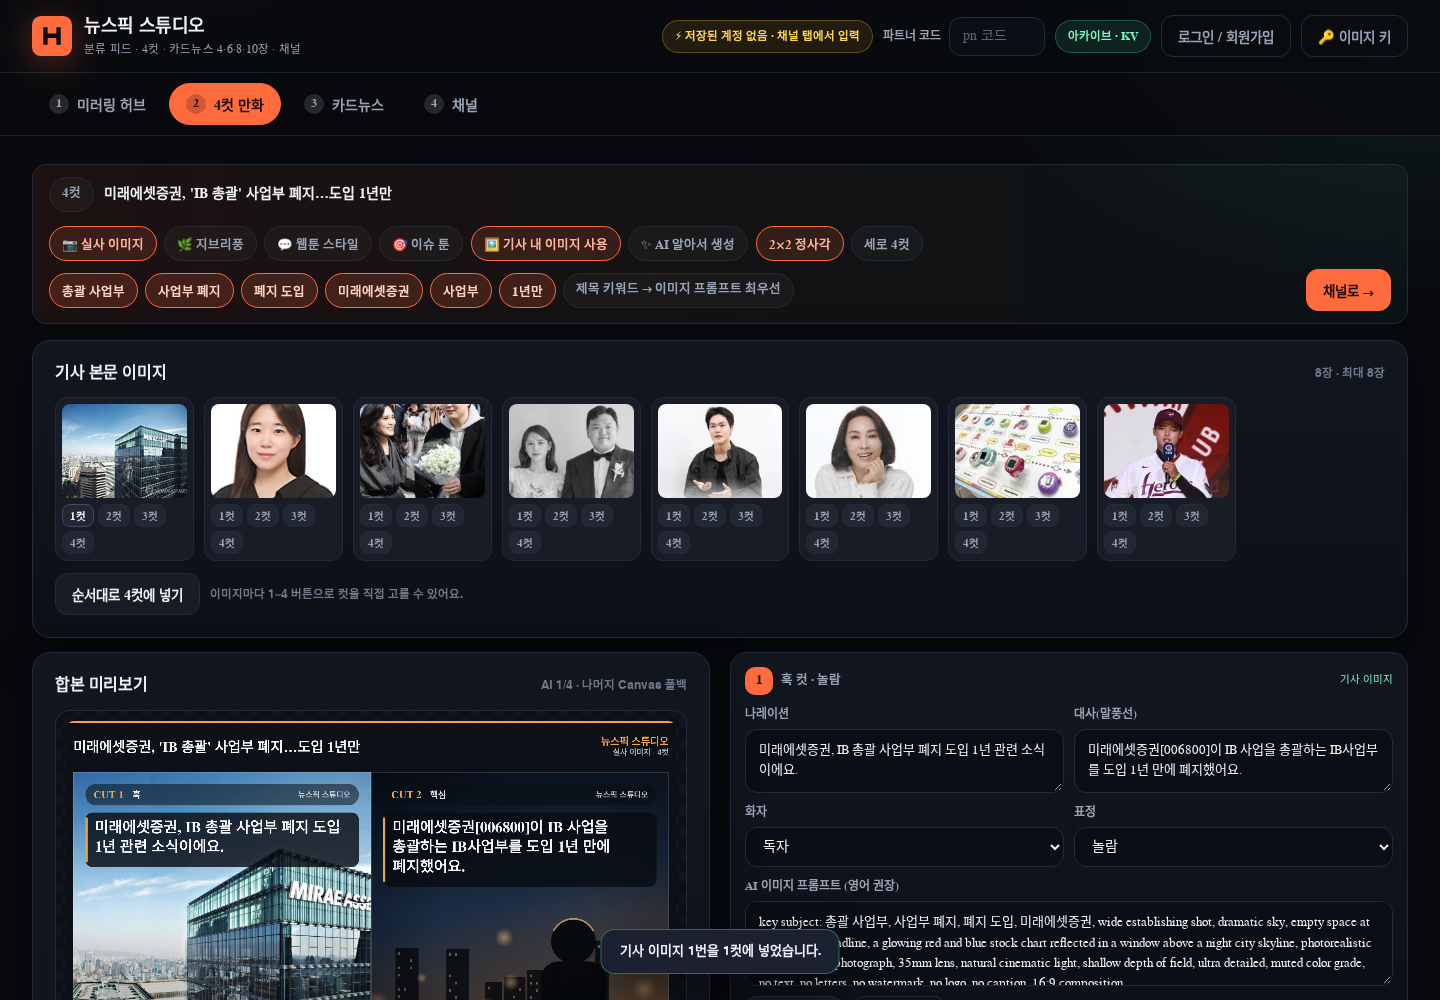 H
뉴스픽 스튜디오
분류 피드 · 4컷 · 카드뉴스 4·6·8·10장 · 채널
⚡ 저장된 계정 없음 · 채널 탭에서 입력
파트너 코드
pn 코드
아카이브 · KV
로그인 / 회원가입
🔑 이미지 키
1 미러링 허브
2 4컷 만화
3 카드뉴스
4 채널
4컷 미래에셋증권, 'IB 총괄' 사업부 폐지…도입 1년만
📷 실사 이미지
🌿 지브리풍
💬 웹툰 스타일
🎯 이슈 툰
🖼️ 기사 내 이미지 사용
✨ AI 알아서 생성
2×2 정사각
세로 4컷
총괄 사업부
사업부 폐지
폐지 도입
미래에셋증권
사업부
1년만
제목 키워드 → 이미지 프롬프트 최우선
채널로 →
기사 본문 이미지
8장 · 최대 8장
MIRAE
UB
1컷 2컷 3컷
4컷
1컷 2컷 3컷
4컷
1컷 2컷 3컷
4컷
1컷 2컷 3컷
4컷
1컷 2컷 3컷
4컷
1컷 2컷 3컷
4컷
1컷 2컷 3컷
4컷
1컷 2컷 3컷
4컷
순서대로 4컷에 넣기
이미지마다 1~4 버튼으로 컷을 직접 고를 수 있어요.
합본 미리보기
AI 1/4 · 나머지 Canvas 폴백
미래에셋증권, 'IB 총괄' 사업부 폐지…도입 1년만
뉴스픽 스튜디오
실사 이미지 · 4컷
CUT 1 훅
뉴스픽 스튜디오
미래에셋증권, IB 총괄 사업부 폐지 도입
1년 관련 소식이에요.
MIRAE ASSE
CUT 2 핵심
뉴스픽 스튜디오
미래에셋증권[006800]이 IB 사업을
총괄하는 IB사업부를 도입 1년 만에
폐지했어요.
1 훅 컷 · 놀람
기사 이미지
나레이션
미래에셋증권, IB 총괄 사업부 폐지 도입 1년 관련 소식
이에요.
대사(말풍선)
미래에셋증권[006800]이 IB 사업을 총괄하는 IB사업부
를 도입 1년 만에 폐지했어요.
화자
독자
표정
놀람
AI 이미지 프롬프트 (영어 권장)
key subject: 총괄 사업부, 사업부 폐지, 폐지 도입, 미래에셋증권, wide establishing shot, dramatic sky, empty space at
a glowing red and blue stock chart reflected in a window above a night city skyline, photorealistic
35mm lens, natural cinematic light, shallow depth of field, ultra detailed, muted color grade,
no text, no letters, no watermark, no logo, no caption, 16:9 composition
기사 이미지 1번을 1컷에 넣었습니다.